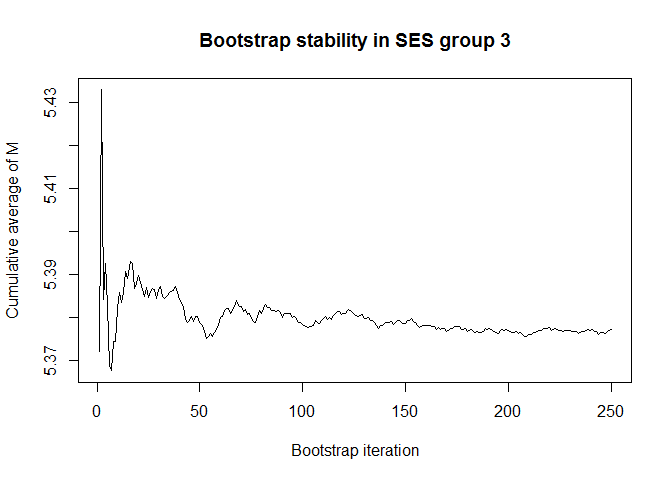 Bootstrap stability in SES group 3
Cumulative average of M
5.43
5.41
5.39
5.37
0 50 100 150 200 250
Bootstrap iteration